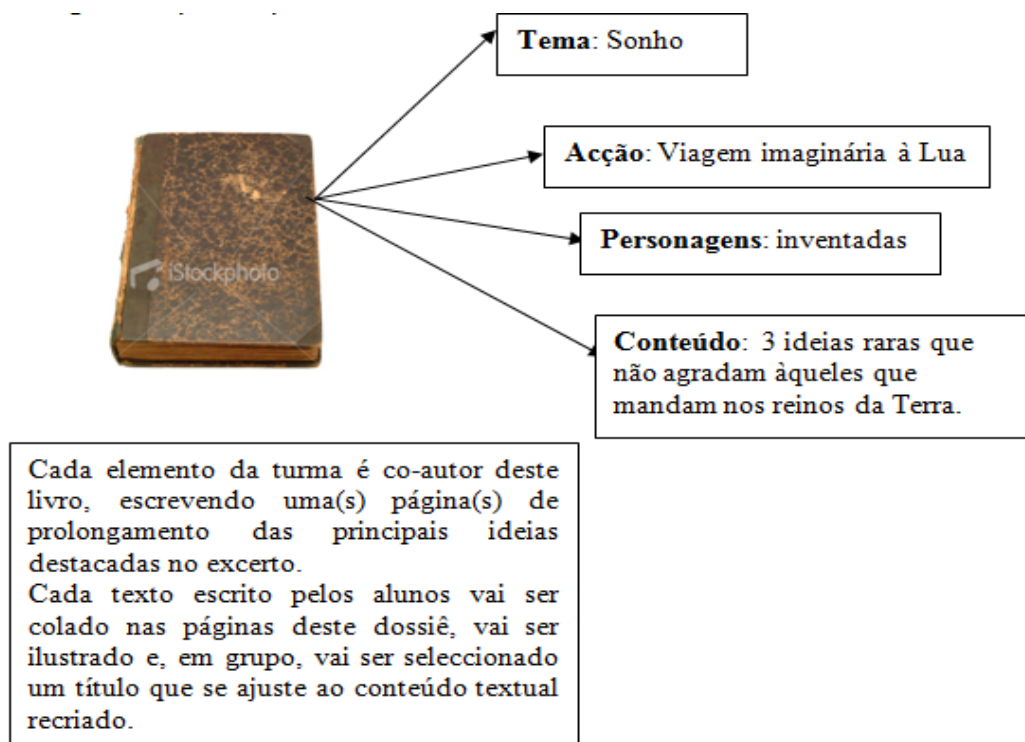 Tema: Sonho
Acção: Viagem imaginária à Lua
Personagens: inventadas
iStockphoto
Conteúdo: 3 ideias raras que
não agradam àqueles que
mandam nos reinos da Terra.
Cada elemento da turma é co-autor deste
livro, escrevendo uma(s) página(s) de
prolongamento das principais ideias
destacadas no excerto.
Cada texto escrito pelos alunos vai ser
colado nas páginas deste dossiê, vai ser
ilustrado e, em grupo, vai ser seleccionado
um título que se ajuste ao conteúdo textual
recriado.